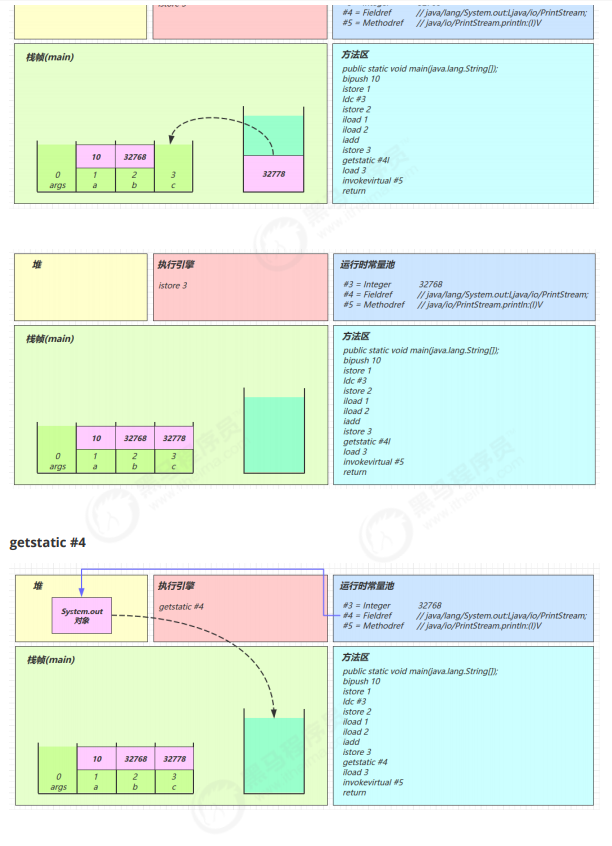 #4 = Fieldref // java/lang/System.out:Ljava/io/PrintStream;
#5 = Methodref // java/io/PrintStream.println:(I)V
栈帧(main)
10 32768
0 1 2 3
args a b c
32778
方法区
public static void main(java.lang.String[]);
bipush 10
istore 1
ldc #3
istore 2
iload 1
iload 2
iadd
istore 3
getstatic #4I
load 3
invokevirtual #5
return
堆
执行引擎
istore 3
运行时常量池
#3 = Integer 32768
#4 = Fieldref // java/lang/System.out:Ljava/io/PrintStream;
#5 = Methodref // java/io/PrintStream.println:(I)V
栈帧(main)
10 32768 32778
0 1 2 3
args a b c
方法区
public static void main(java.lang.String[]);
bipush 10
istore 1
ldc #3
istore 2
iload 1
iload 2
iadd
istore 3
getstatic #4I
load 3
invokevirtual #5
return
getstatic #4
堆
System.out
对象
执行引擎
getstatic #4
运行时常量池
#3 = Integer 32768
#4 = Fieldref // java/lang/System.out:Ljava/io/PrintStream;
#5 = Methodref // java/io/PrintStream.println:(I)V
栈帧(main)
10 32768 32778
0 1 2 3
args a b c
方法区
public static void main(java.lang.String[]);
bipush 10
istore 1
ldc #3
istore 2
iload 1
iload 2
iadd
istore 3
getstatic #4
iload 3
invokevirtual #5
return
黑马程序员
www.itheima.com